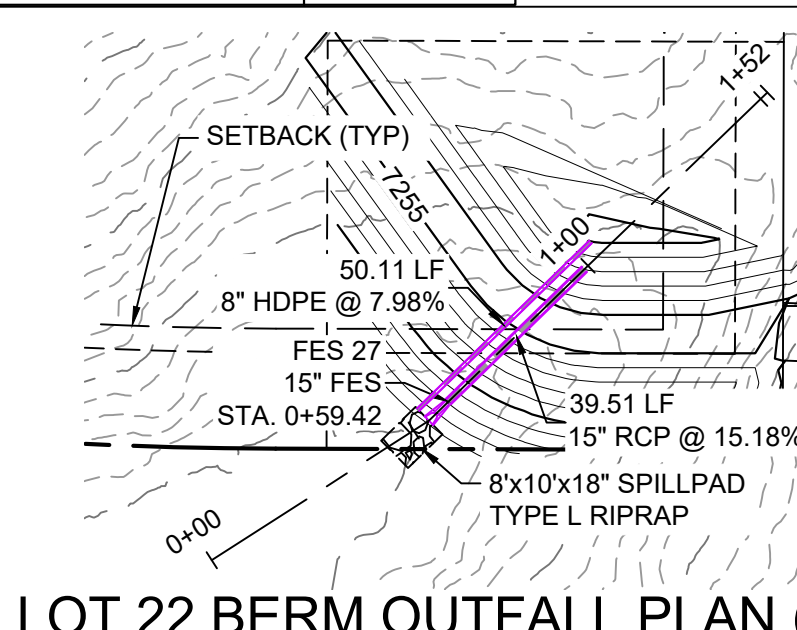 1+52
SETBACK (TYP)
7255
1+00
50.11 LF
8" HDPE @ 7.98%
FES 27
15" FES
STA. 0+59.42
39.51 LF
15" RCP @ 15.18%
8'x10'x18" SPILLPAD
TYPE L RIPRAP
0+00
LOT 22 BERM OUTFALL PLAN (